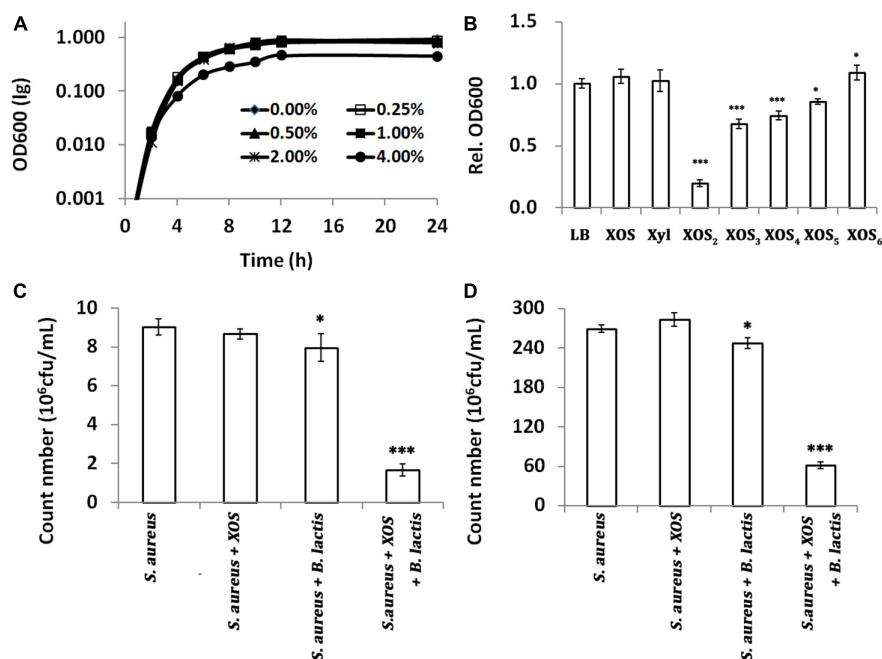 A
OD600 (lg)
1.000
0.100
0.010
0.001
0.00% 0.25%
0.50% 1.00%
2.00% 4.00%
0 4 8 12 16 20 24
Time (h)
B
Rel. OD600
1.5
1.0
0.5
0.0
***
***
***
*
*
LB XOS Xyl XOS2 XOS3 XOS4 XOS5 XOS6
C
Count nmber (10^6cfu/mL)
10
8
6
4
2
0
*
***
S. aureus
S. aureus + XOS
S. aureus + B. lactis
S.aureus + XOS
+ B. lactis
D
Count nmber (10^6cfu/mL)
300
240
180
120
60
0
*
***
S. aureus
S. aureus + XOS
S. aureus + B. lactis
S.aureus + XOS
+ B. lactis